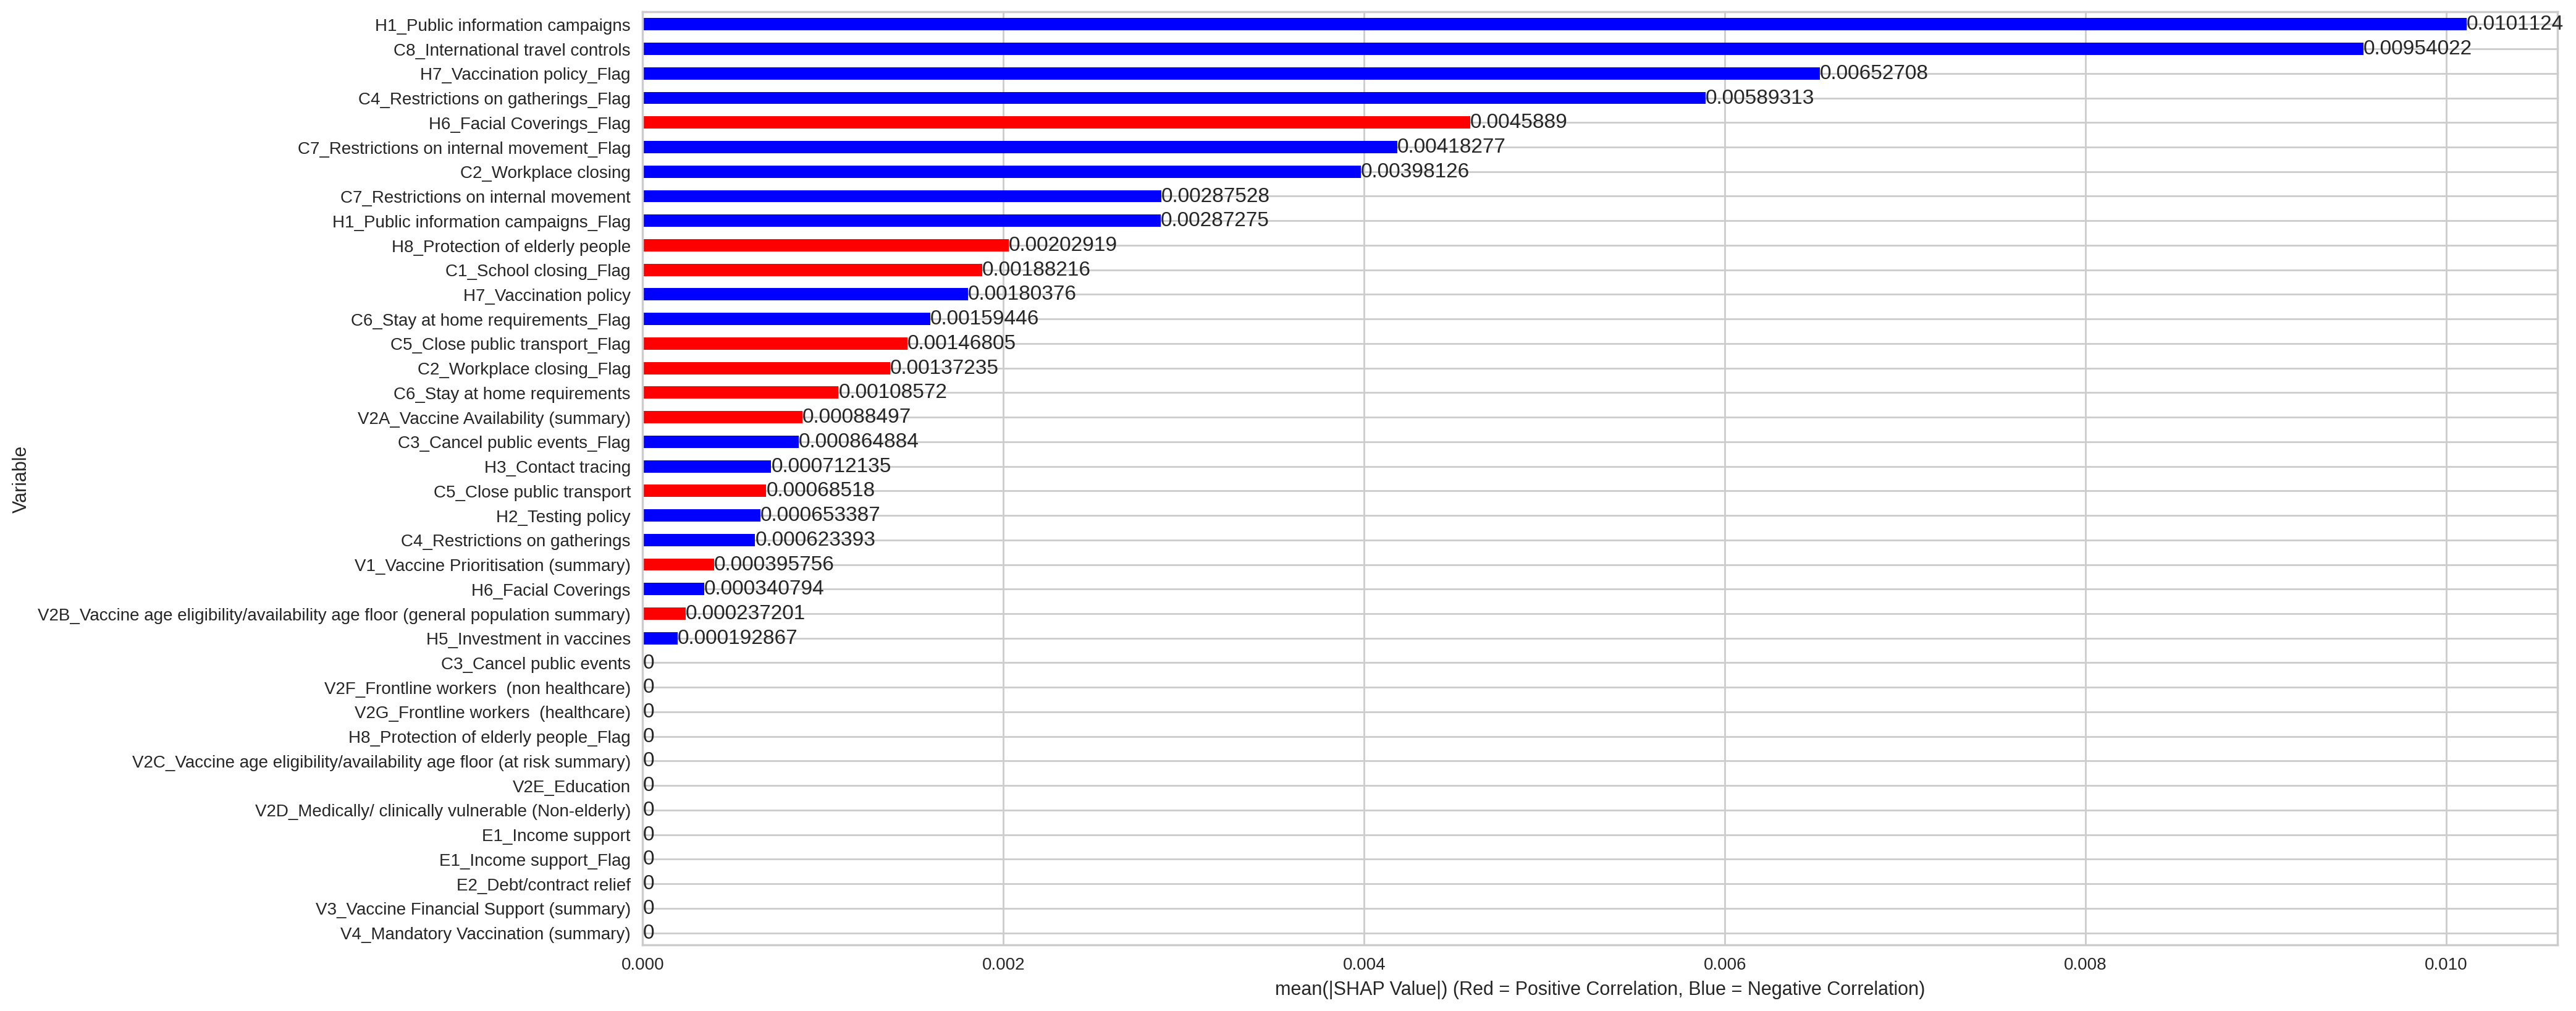 H1_Public information campaigns 0.0101124
C8_International travel controls 0.00954022
H7_Vaccination policy_Flag 0.00652708
C4_Restrictions on gatherings_Flag 0.00589313
H6_Facial Coverings_Flag 0.0045889
C7_Restrictions on internal movement_Flag 0.00418277
C2_Workplace closing 0.00398126
C7_Restrictions on internal movement 0.00287528
H1_Public information campaigns_Flag 0.00287275
H8_Protection of elderly people 0.00202919
C1_School closing_Flag 0.00188216
H7_Vaccination policy 0.00180376
C6_Stay at home requirements_Flag 0.00159446
C5_Close public transport_Flag 0.00146805
C2_Workplace closing_Flag 0.00137235
C6_Stay at home requirements 0.00108572
V2A_Vaccine Availability (summary) 0.00088497
C3_Cancel public events_Flag 0.000864884
H3_Contact tracing 0.000712135
C5_Close public transport 0.00068518
H2_Testing policy 0.000653387
C4_Restrictions on gatherings 0.000623393
V1_Vaccine Prioritisation (summary) 0.000395756
H6_Facial Coverings 0.000340794
V2B_Vaccine age eligibility/availability age floor (general population summary) 0.000237201
H5_Investment in vaccines 0.000192867
C3_Cancel public events 0
V2F_Frontline workers  (non healthcare) 0
V2G_Frontline workers  (healthcare) 0
H8_Protection of elderly people_Flag 0
V2C_Vaccine age eligibility/availability age floor (at risk summary) 0
V2E_Education 0
V2D_Medically/ clinically vulnerable (Non-elderly) 0
E1_Income support 0
E1_Income support_Flag 0
E2_Debt/contract relief 0
V3_Vaccine Financial Support (summary) 0
V4_Mandatory Vaccination (summary) 0
Variable
0.000 0.002 0.004 0.006 0.008 0.010
mean(|SHAP Value|) (Red = Positive Correlation, Blue = Negative Correlation)